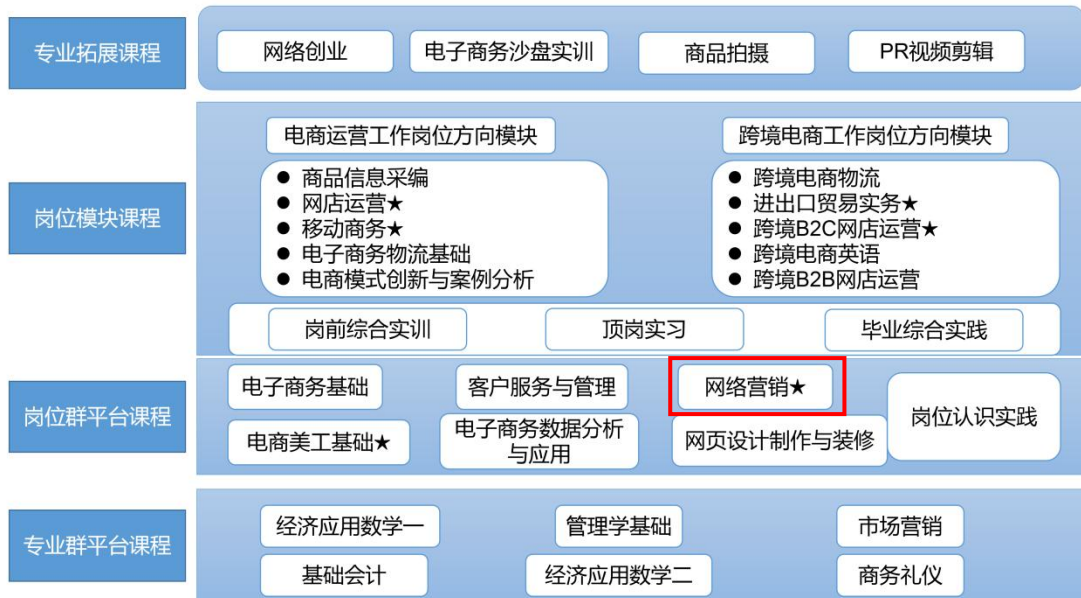 专业拓展课程
网络创业
电子商务沙盘实训
商品拍摄
PR视频剪辑
岗位模块课程
电商运营工作岗位方向模块
● 商品信息采编
● 网店运营★
● 移动商务★
● 电子商务物流基础
● 电商模式创新与案例分析
跨境电商工作岗位方向模块
● 跨境电商物流
● 进出口贸易实务★
● 跨境B2C网店运营★
● 跨境电商英语
● 跨境B2B网店运营
岗前综合实训
顶岗实习
毕业综合实践
岗位群平台课程
电子商务基础
客户服务与管理
网络营销★
电商美工基础★
电子商务数据分析
与应用
网页设计制作与装修
岗位认识实践
专业群平台课程
经济应用数学一
管理学基础
市场营销
基础会计
经济应用数学二
商务礼仪